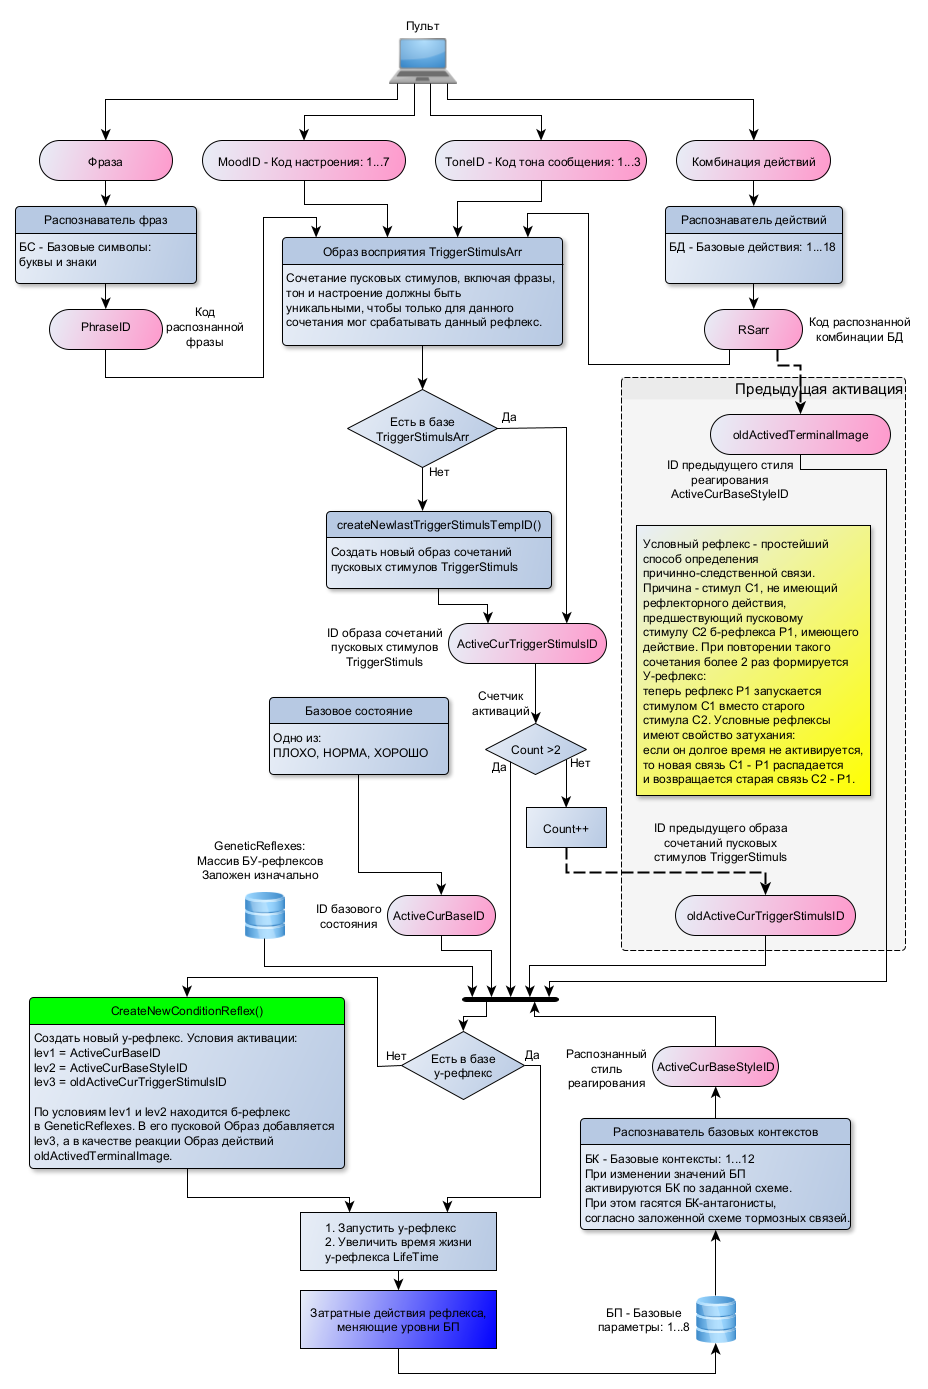 Пульт
Фраза
MoodID - Код настроения: 1...7
ToneID - Код тона сообщения: 1...3
Комбинация действий
Распознаватель фраз
БС - Базовые символы:
буквы и знаки
Распознаватель действий
БД - Базовые действия: 1...18
Образ восприятия TriggerStimulsArr
Сочетание пусковых стимулов, включая фразы,
тон и настроение должны быть
уникальными, чтобы только для данного
сочетания мог срабатывать данный рефлекс.
PhraseID
Код
распознанной
фразы
RSarr
Код распознанной
комбинации БД
Предыдущая активация
Есть в базе
TriggerStimulsArr
Да
Нет
oldActivedTerminalImage
ID предыдущего стиля
реагирования
ActiveCurBaseStyleID
createNewlastTriggerStimulsTempID()
Создать новый образ сочетаний
пусковых стимулов TriggerStimuls
Условный рефлекс - простейший
способ определения
причинно-следственной связи.
Причина - стимул С1, не имеющий
рефлекторного действия,
предшествующий пусковому
стимулу С2 б-рефлекса Р1, имеющего
действие. При повторении такого
сочетания более 2 раз формируется
У-рефлекс:
теперь рефлекс Р1 запускается
стимулом С1 вместо старого
стимула С2. Условные рефлексы
имеют свойство затухания:
если он долгое время не активируется,
то новая связь С1 - Р1 распадается
и возвращается старая связь С2 - Р1.
ID образа сочетаний
пусковых стимулов
TriggerStimuls
ActiveCurTriggerStimulsID
Счетчик
активаций
Базовое состояние
Одно из:
ПЛОХО, НОРМА, ХОРОШО
Count >2
Да
Нет
Count++
ID предыдущего образа
сочетаний пусковых
стимулов TriggerStimuls
GeneticReflexes:
Массив БУ-рефлексов
Заложен изначально
ID базового
состояния
ActiveCurBaseID
oldActiveCurTriggerStimulsID
CreateNewConditionReflex()
Создать новый у-рефлекс. Условия активации:
lev1 = ActiveCurBaseID
lev2 = ActiveCurBaseStyleID
lev3 = oldActiveCurTriggerStimulsID
По условиям lev1 и lev2 находится б-рефлекс
в GeneticReflexes. В его пусковой Образ добавляется
lev3, а в качестве реакции Образ действий
oldActivedTerminalImage.
Нет
Есть в базе
у-рефлекс
Да
Распознанный
стиль
реагирования
ActiveCurBaseStyleID
Распознаватель базовых контекстов
БК - Базовые контексты: 1...12
При изменении значений БП
активируются БК по заданной схеме.
При этом гасятся БК-антагонисты,
согласно заложенной схеме тормозных связей.
1. Запустить у-рефлекс
2. Увеличить время жизни
у-рефлекса LifeTime
Затратные действия рефлекса,
меняющие уровни БП
БП - Базовые
параметры: 1...8